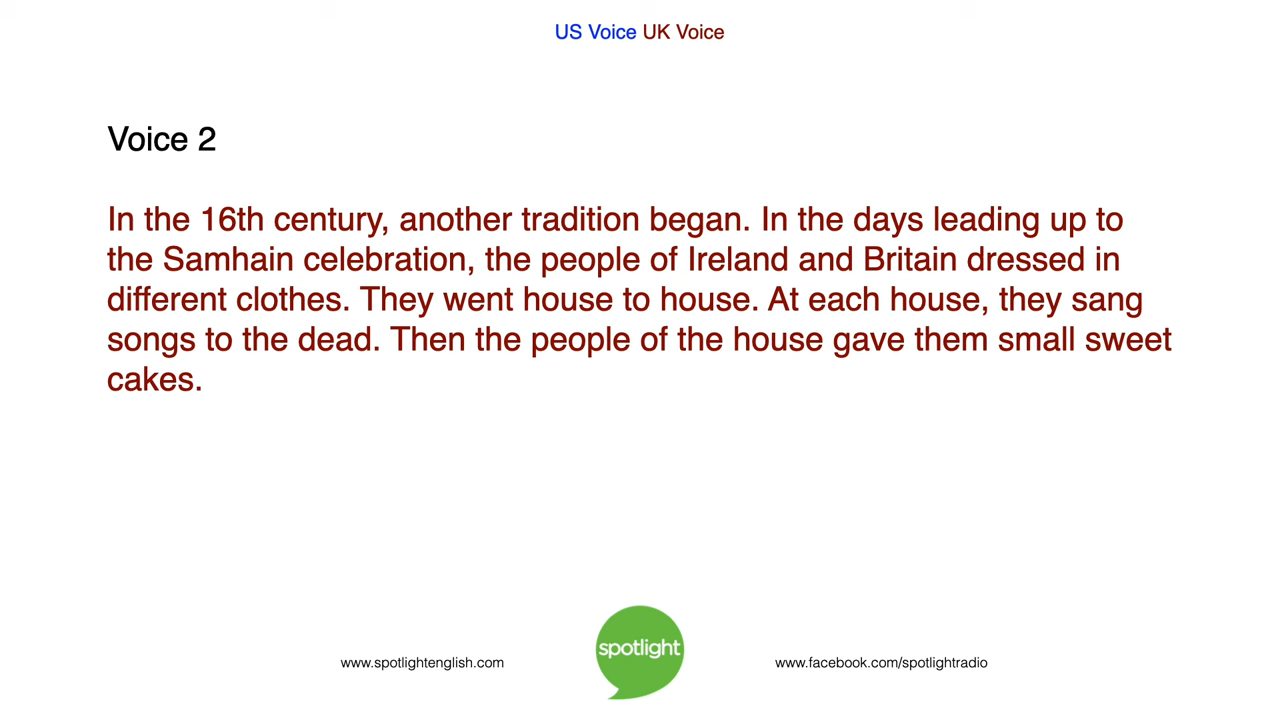 US Voice UK Voice
Voice 2
In the 16th century, another tradition began. In the days leading up to
the Samhain celebration, the people of Ireland and Britain dressed in
different clothes. They went house to house. At each house, they sang
songs to the dead. Then the people of the house gave them small sweet
cakes.
spotlight
www.spotlightenglish.com
www.facebook.com/spotlightradio